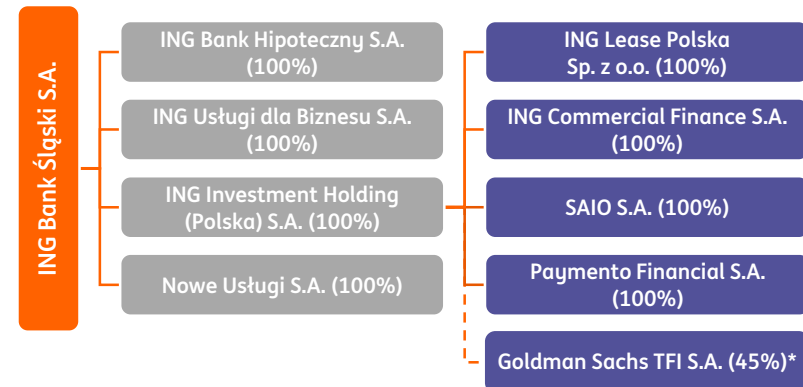 ING Bank Śląski S.A.
ING Bank Hipoteczny S.A.
(100%)
ING Usługi dla Biznesu S.A.
(100%)
ING Investment Holding
(Polska) S.A. (100%)
Nowe Usługi S.A. (100%)
ING Lease Polska
Sp. z o.o. (100%)
ING Commercial Finance S.A.
(100%)
SAIO S.A. (100%)
Paymento Financial S.A.
(100%)
Goldman Sachs TFI S.A. (45%)*